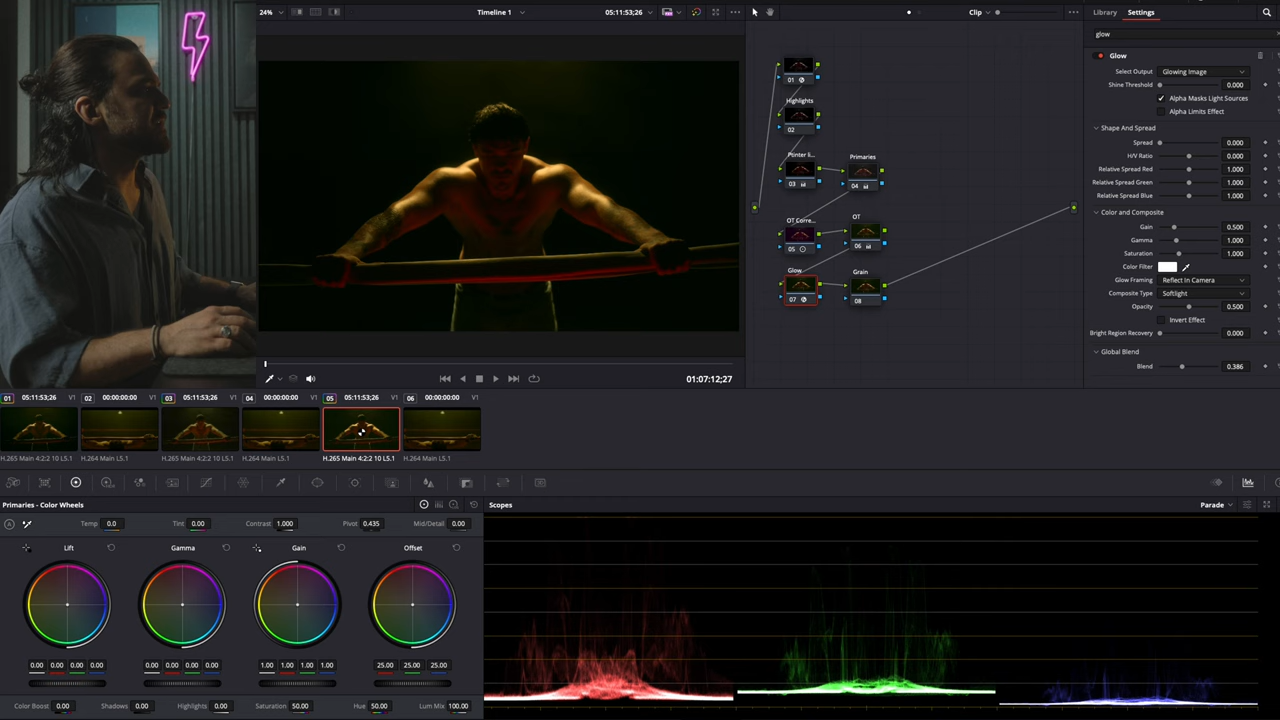 24% Timeline 1 05:11:53;26 Clip Library Settings
glow
Glow
Select Output Glowing Image
Shine Threshold 0.000
Alpha Masks Light Sources
Alpha Limits Effect
Shape And Spread
Spread 0.000
H/V Ratio 0.000
Relative Spread Red 1.000
Relative Spread Green 1.000
Relative Spread Blue 1.000
Color and Composite
Gain 0.500
Gamma 1.000
Saturation 1.000
Color Filter
Glow Framing Reflect In Camera
Composite Type Softlight
Opacity 0.500
Invert Effect
Bright Region Recovery 0.000
Global Blend
Blend 0.386
01
Highlights
02
Printer li... Primaries
03 04
OT Corre... OT
05 06
Glow Grain
07 08
01:07:12;27
01 05:11:53;26 V1 02 00:00:00:00 V1 03 05:11:53;26 V1 04 00:00:00:00 V1 05 05:11:53;26 V1 06 00:00:00:00 V1
H.265 Main 4:2:2 10 L5.1 H.264 Main L5.1 H.265 Main 4:2:2 10 L5.1 H.264 Main L5.1 H.265 Main 4:2:2 10 L5.1 H.264 Main L5.1
Primaries - Color Wheels Scopes Parade
Temp 0.0 Tint 0.00 Contrast 1.000 Pivot 0.435 Mid/Detail 0.00
Lift Gamma Gain Offset
0.00 0.00 0.00 0.00 0.00 0.00 0.00 0.00 1.00 1.00 1.00 1.00 25.00 25.00 25.00
Color Boost 0.00 Shadows 0.00 Highlights 0.00 Saturation 50.00 Hue 50.00 Lum Mix 100.00